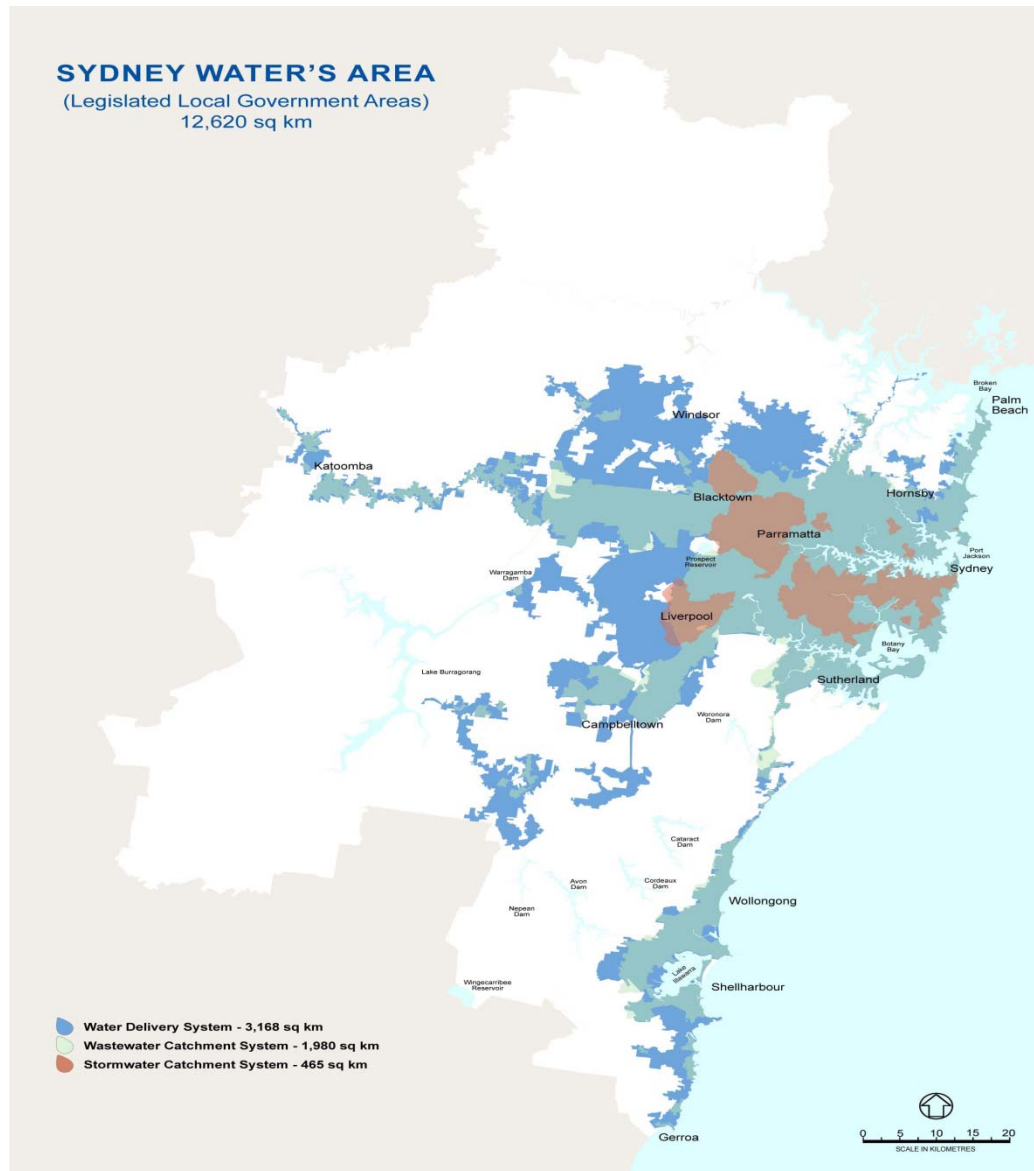 SYDNEY WATER'S AREA
(Legislated Local Government Areas)
12,620 sq km
Broken
Bay
Palm
Beach
Windsor
Katoomba
Blacktown
Hornsby
Parramatta
Port
Jackson
Prospect
Reservoir
Sydney
Warragamba
Dam
Liverpool
Botany
Bay
Lake Burragorang
Sutherland
Woronora
Dam
Campbelltown
Cataract
Dam
Avon
Dam
Cordeaux
Dam
Nepean
Dam
Wollongong
Lake
Illawarra
Wingecarribee
Reservoir
Shellharbour
Water Delivery System - 3,168 sq km
Wastewater Catchment System - 1,980 sq km
Stormwater Catchment System - 465 sq km
Gerroa
0 5 10 15 20
SCALE IN KILOMETRES